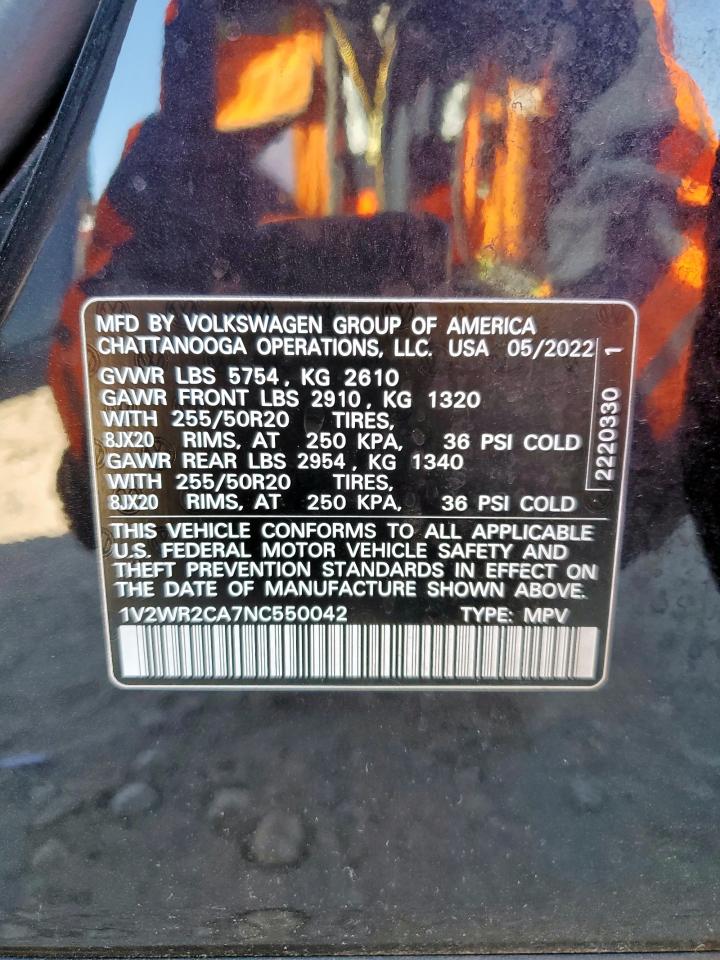 MFD BY VOLKSWAGEN GROUP OF AMERICA
CHATTANOOGA OPERATIONS, LLC. USA 05/2022
GVWR LBS 5754, KG 2610
GAWR FRONT LBS 2910, KG 1320
WITH 255/50R20 TIRES,
8JX20 RIMS, AT 250 KPA, 36 PSI COLD
GAWR REAR LBS 2954, KG 1340
WITH 255/50R20 TIRES,
8JX20 RIMS, AT 250 KPA, 36 PSI COLD
2220330 1
THIS VEHICLE CONFORMS TO ALL APPLICABLE
U.S. FEDERAL MOTOR VEHICLE SAFETY AND
THEFT PREVENTION STANDARDS IN EFFECT ON
THE DATE OF MANUFACTURE SHOWN ABOVE.
1V2WR2CA7NC550042 TYPE: MPV